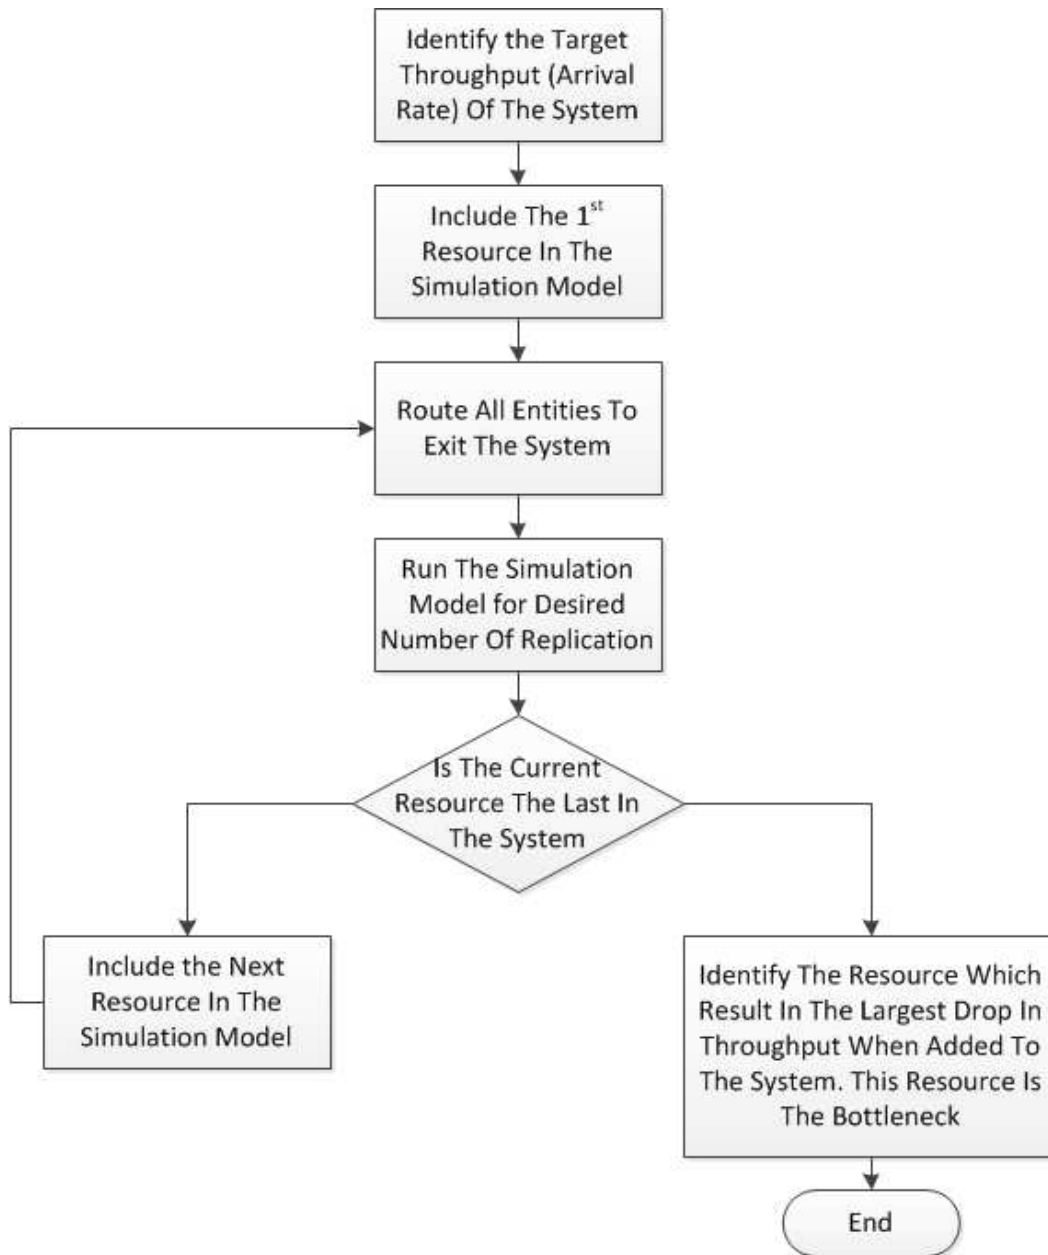 Identify the Target
Throughput (Arrival
Rate) Of The System
Include The 1st
Resource In The
Simulation Model
Route All Entities To
Exit The System
Run The Simulation
Model for Desired
Number Of Replication
Is The Current
Resource The Last In
The System
Include the Next
Resource In The
Simulation Model
Identify The Resource Which
Result In The Largest Drop In
Throughput When Added To
The System. This Resource Is
The Bottleneck
End